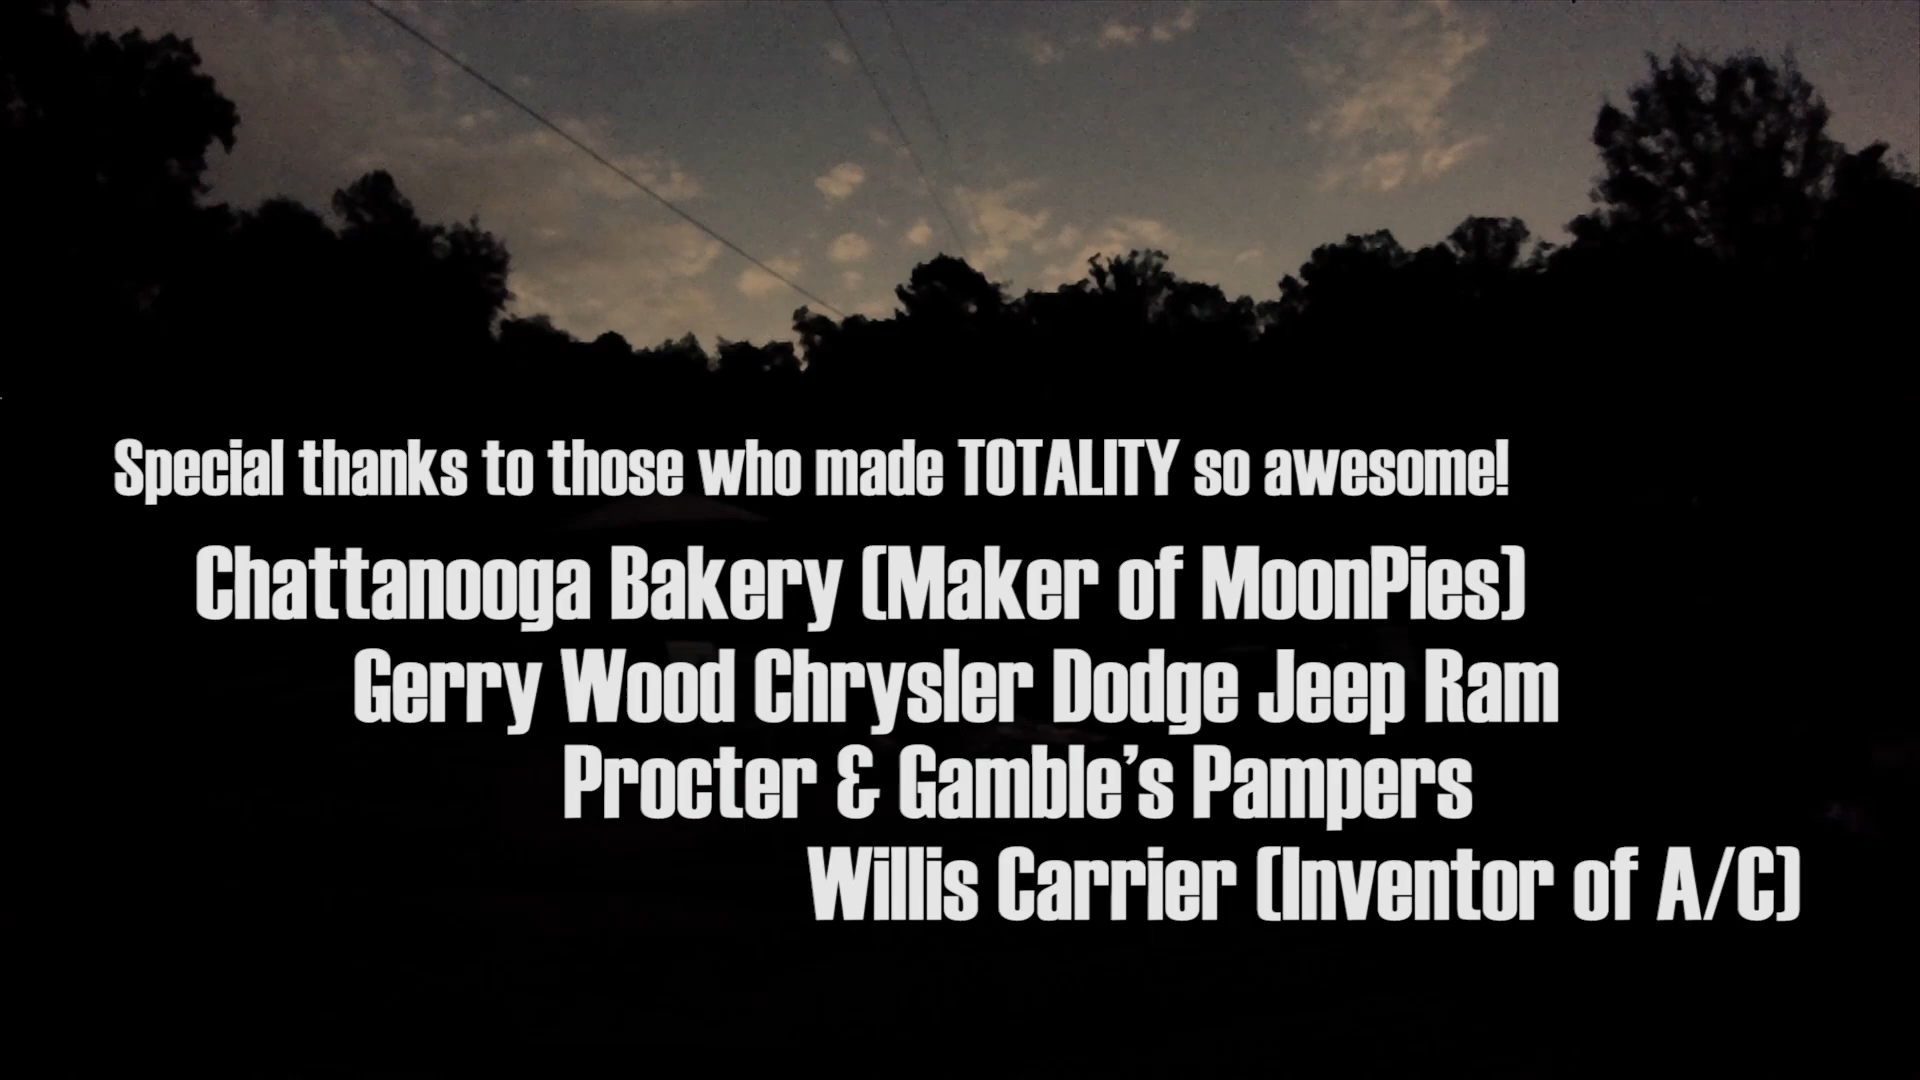 Special thanks to those who made TOTALITY so awesome!
Chattanooga Bakery (Maker of MoonPies)
Gerry Wood Chrysler Dodge Jeep Ram
Procter & Gamble’s Pampers
Willis Carrier (Inventor of A/C)